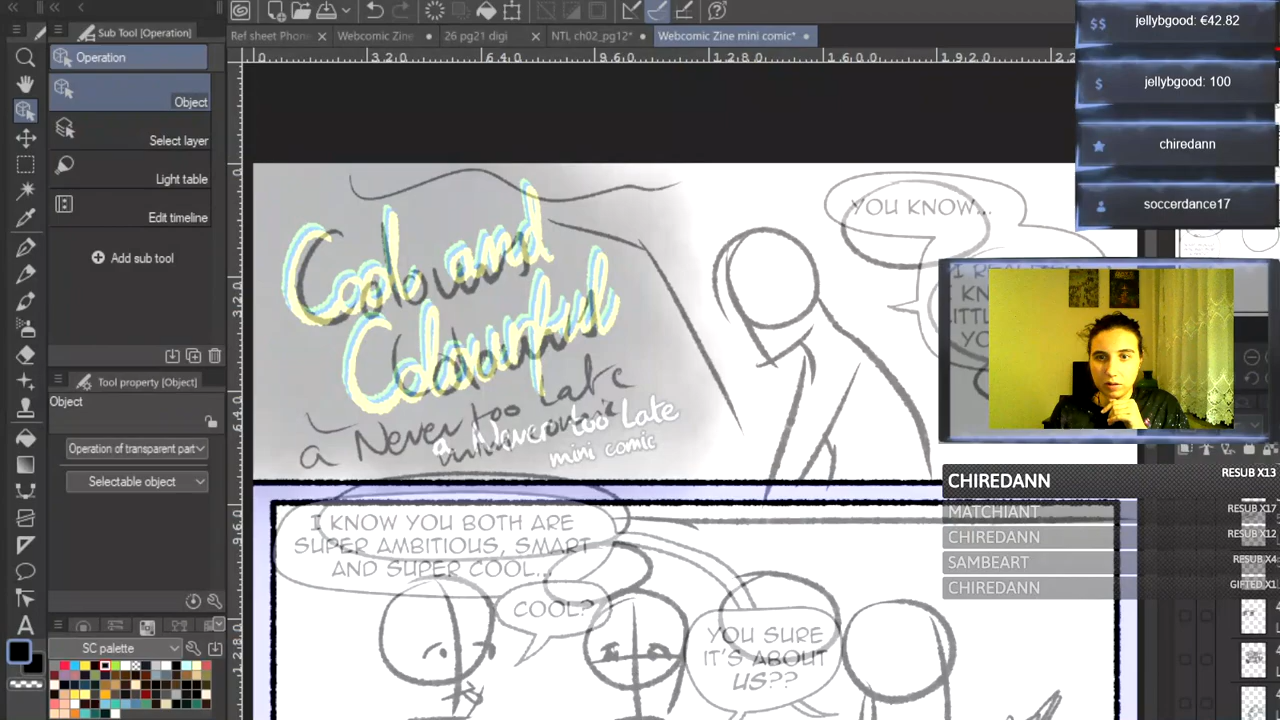 Sub Tool [Operation]
Operation
Object
Select layer
Light table
Edit timeline
Add sub tool
Tool property [Object]
Object
Operation of transparent part
Selectable object
SC palette
Ref sheet Phone
Webcomic Zine
26 pg21 digi
NTL ch02_pg12*
Webcomic Zine mini comic*
Cool and
Colourful
a Never too Late
mini comic
a Never too Late
YOU KNOW...
I KNOW YOU BOTH ARE
SUPER AMBITIOUS, SMART
AND SUPER COOL...
COOL?
YOU SURE
IT'S ABOUT
US??
jellybgood: €42.82
jellybgood: 100
chiredann
soccerdance17
CHIREDANN RESUB X13
MATCHIANT RESUB X17
CHIREDANN RESUB X12
SAMBEART RESUB X4
CHIREDANN GIFTED X1